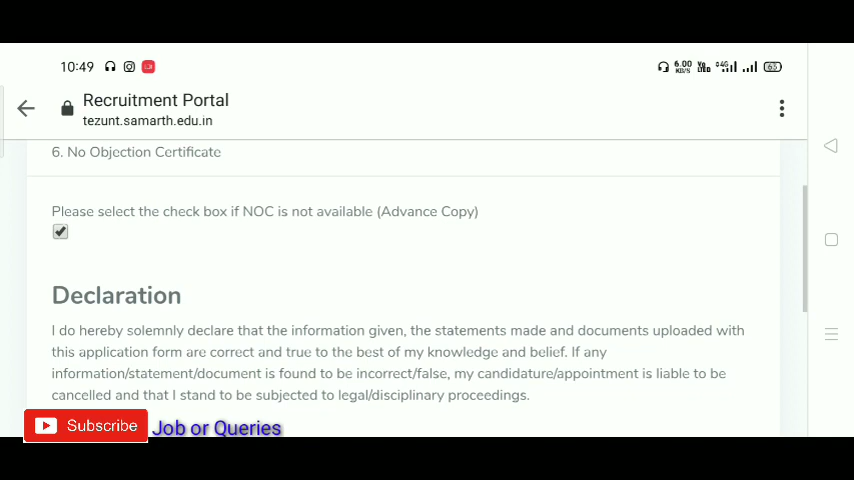 10:49
6.00 KB/S Vo LTE 4G 65
Recruitment Portal
tezunt.samarth.edu.in
6. No Objection Certificate
Please select the check box if NOC is not available (Advance Copy)
Declaration
I do hereby solemnly declare that the information given, the statements made and documents uploaded with
this application form are correct and true to the best of my knowledge and belief. If any
information/statement/document is found to be incorrect/false, my candidature/appointment is liable to be
cancelled and that I stand to be subjected to legal/disciplinary proceedings.
Subscribe Job or Queries